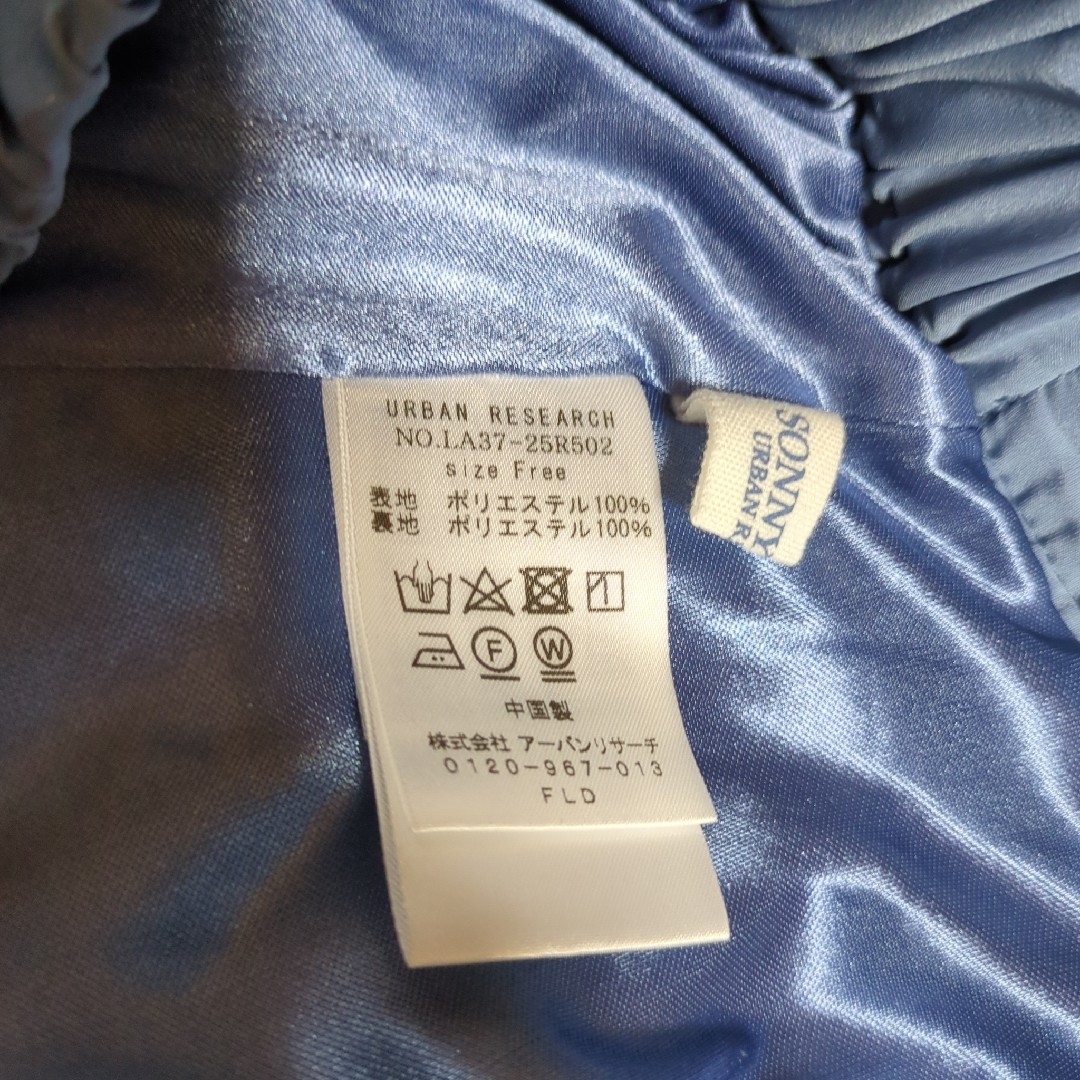 URBAN RESEARCH
NO.LA37-25R502
size Free
表地 ポリエステル100%
裏地 ポリエステル100%
F W
中国製
株式会社 アーバンリサーチ
0120-967-013
FLD
SONNY
URBAN R